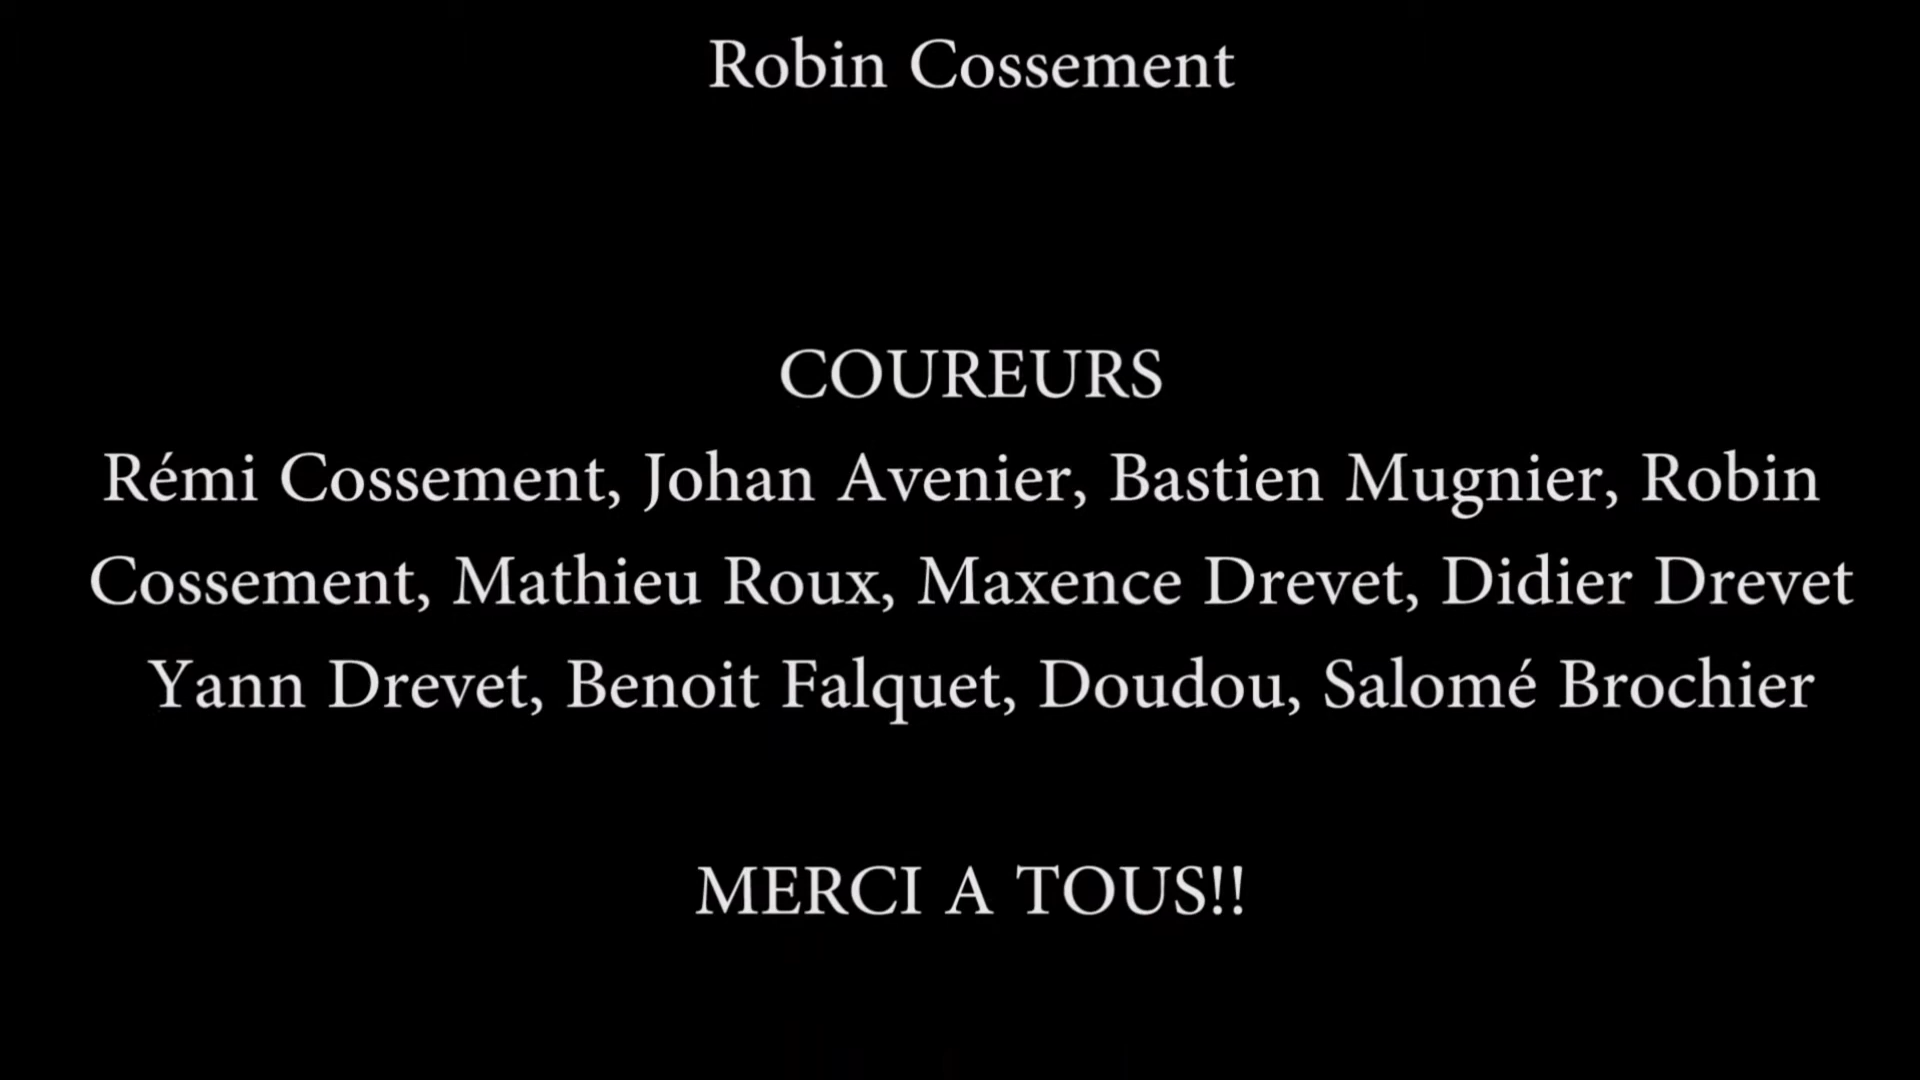 Robin Cossement
COUREURS
Rémi Cossement, Johan Avenier, Bastien Mugnier, Robin
Cossement, Mathieu Roux, Maxence Drevet, Didier Drevet
Yann Drevet, Benoit Falquet, Doudou, Salomé Brochier
MERCI A TOUS!!